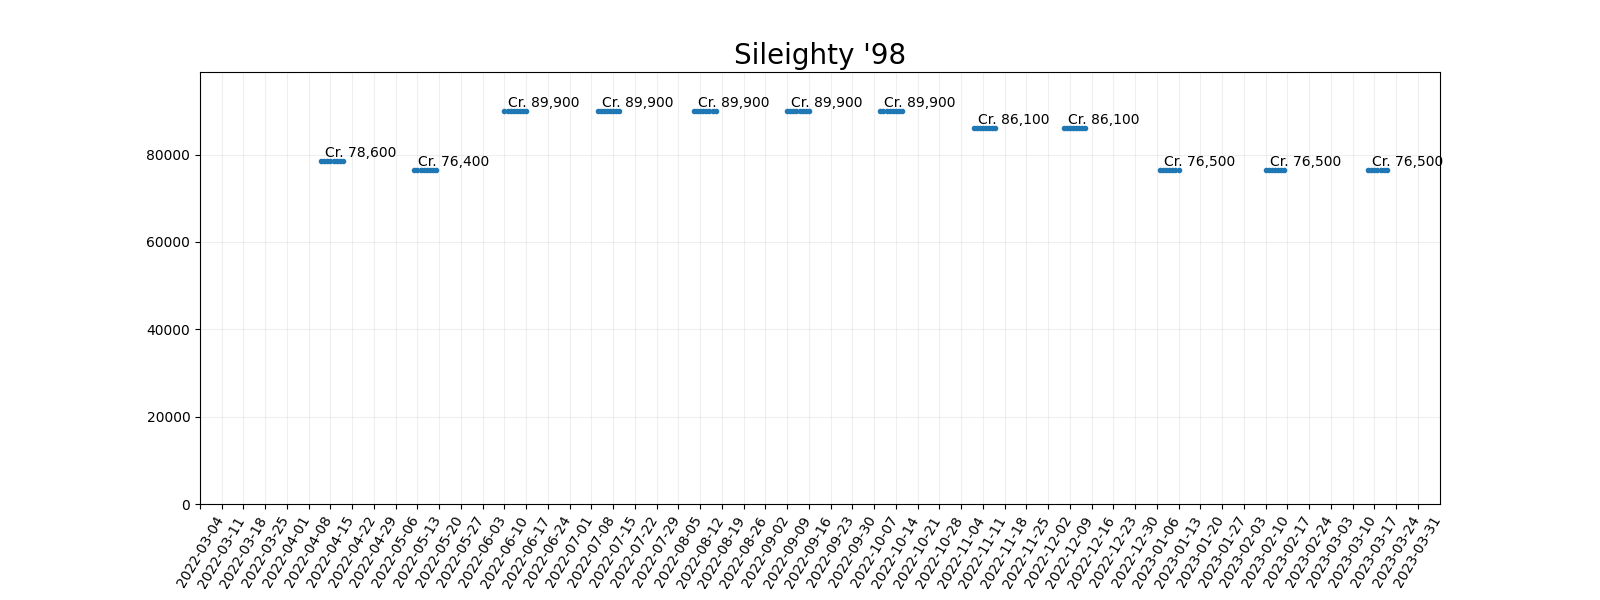 Sileighty '98
Cr. 89,900 Cr. 89,900 Cr. 89,900 Cr. 89,900 Cr. 89,900
Cr. 86,100 Cr. 86,100
Cr. 78,600
80000
Cr. 76,400 Cr. 76,500 Cr. 76,500 Cr. 76,500
60000
40000
20000
0
2022-03-04 2022-03-11 2022-03-18 2022-03-25 2022-04-01 2022-04-08 2022-04-15 2022-04-22 2022-04-29 2022-05-06 2022-05-13 2022-05-20 2022-05-27 2022-06-03 2022-06-10 2022-06-17 2022-06-24 2022-07-01 2022-07-08 2022-07-15 2022-07-22 2022-07-29 2022-08-05 2022-08-12 2022-08-19 2022-08-26 2022-09-02 2022-09-09 2022-09-16 2022-09-23 2022-09-30 2022-10-07 2022-10-14 2022-10-21 2022-10-28 2022-11-04 2022-11-11 2022-11-18 2022-11-25 2022-12-02 2022-12-09 2022-12-16 2022-12-23 2022-12-30 2023-01-06 2023-01-13 2023-01-20 2023-01-27 2023-02-03 2023-02-10 2023-02-17 2023-02-24 2023-03-03 2023-03-10 2023-03-17 2023-03-24 2023-03-31